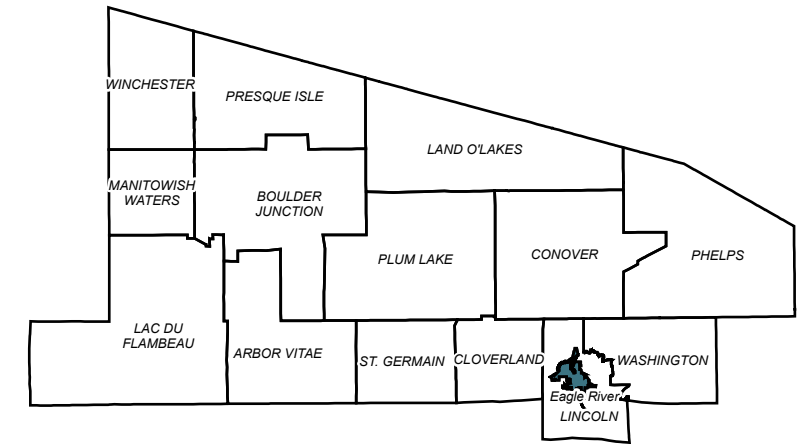 WINCHESTER
PRESQUE ISLE
LAND O'LAKES
MANITOWISH
WATERS
BOULDER
JUNCTION
PLUM LAKE
CONOVER
PHELPS
LAC DU
FLAMBEAU
ARBOR VITAE
ST. GERMAIN
CLOVERLAND
WASHINGTON
Eagle River
LINCOLN